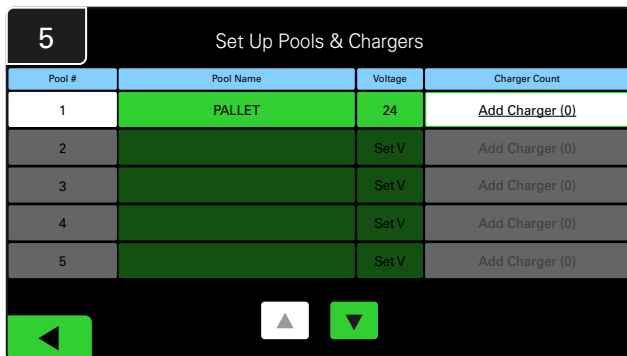 5
Set Up Pools & Chargers
Pool # Pool Name Voltage Charger Count
1 PALLET 24 Add Charger (0)
2 Set V Add Charger (0)
3 Set V Add Charger (0)
4 Set V Add Charger (0)
5 Set V Add Charger (0)